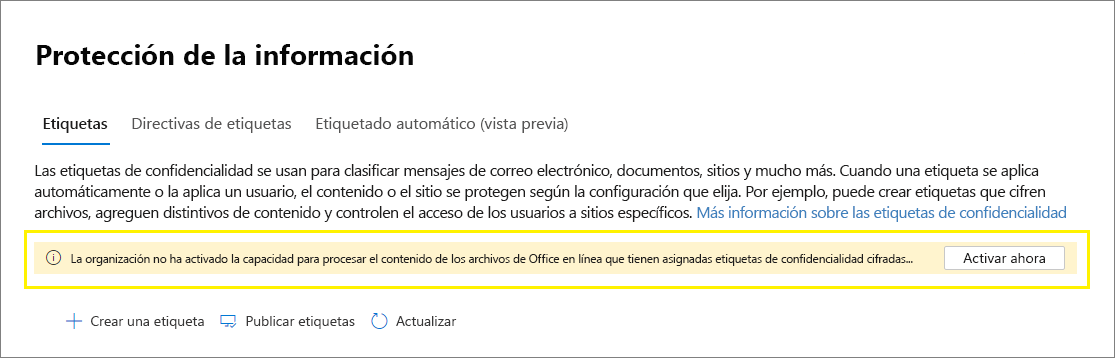 Protección de la información
Etiquetas Directivas de etiquetas Etiquetado automático (vista previa)
Las etiquetas de confidencialidad se usan para clasificar mensajes de correo electrónico, documentos, sitios y mucho más. Cuando una etiqueta se aplica
automáticamente o la aplica un usuario, el contenido o el sitio se protegen según la configuración que elija. Por ejemplo, puede crear etiquetas que cifren
archivos, agreguen distintivos de contenido y controlen el acceso de los usuarios a sitios específicos. Más información sobre las etiquetas de confidencialidad
La organización no ha activado la capacidad para procesar el contenido de los archivos de Office en línea que tienen asignadas etiquetas de confidencialidad cifradas... Activar ahora
Crear una etiqueta Publicar etiquetas Actualizar